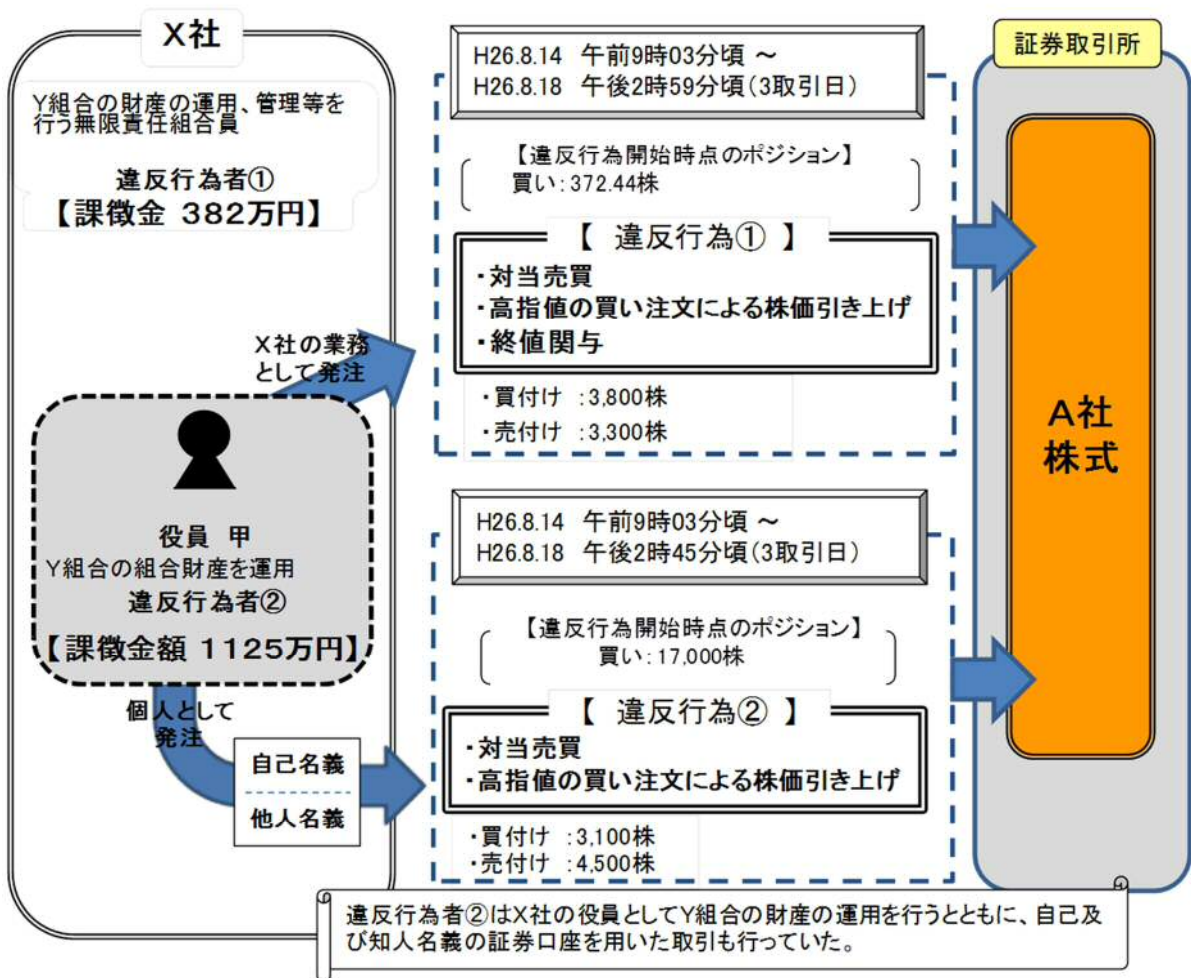 X社
Y組合の財産の運用、管理等を
行う無限責任組合員
違反行為者①
【課徴金 382万円】
X社の業務
として発注
役員 甲
Y組合の組合財産を運用
違反行為者②
【課徴金額 1125万円】
個人として
発注
自己名義
他人名義
H26.8.14 午前9時03分頃 ～
H26.8.18 午後2時59分頃(3取引日)
【違反行為開始時点のポジション】
買い:372.44株
【 違反行為① 】
・対当売買
・高指値の買い注文による株価引き上げ
・終値関与
・買付け :3,800株
・売付け :3,300株
H26.8.14 午前9時03分頃 ～
H26.8.18 午後2時45分頃(3取引日)
【違反行為開始時点のポジション】
買い:17,000株
【 違反行為② 】
・対当売買
・高指値の買い注文による株価引き上げ
・買付け :3,100株
・売付け :4,500株
証券取引所
A社
株式
違反行為者②はX社の役員としてY組合の財産の運用を行うとともに、自己及
び知人名義の証券口座を用いた取引も行っていた。